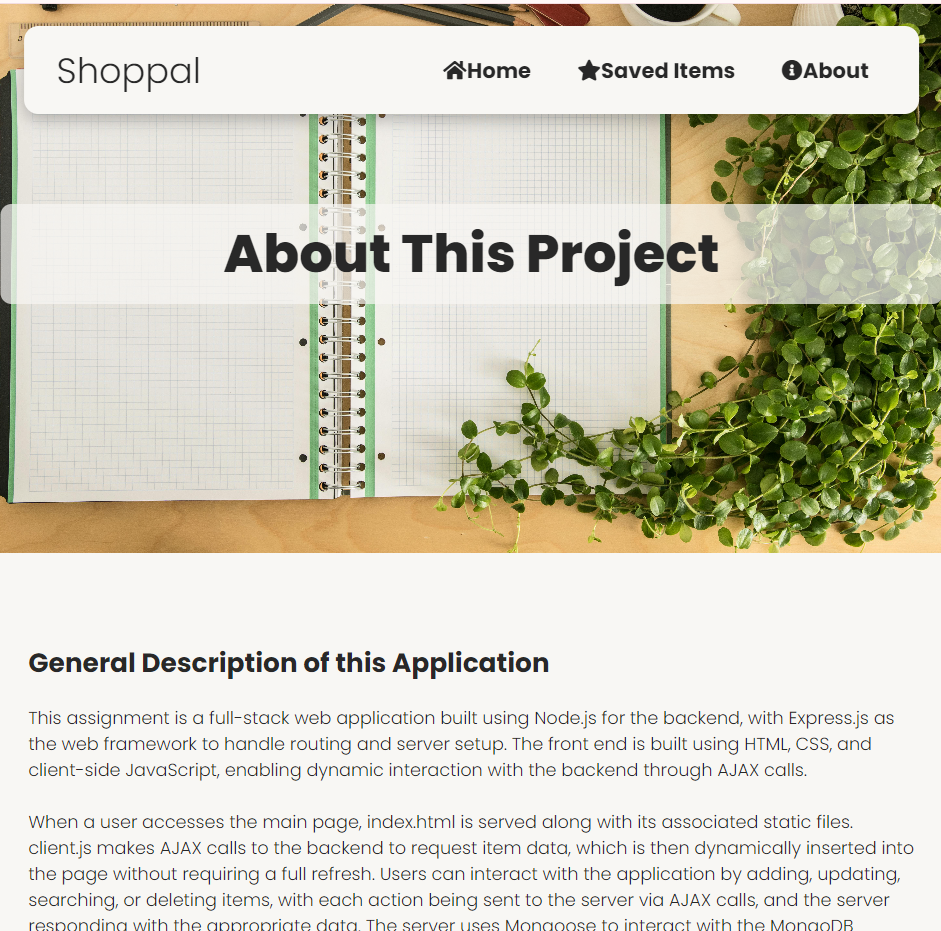 Shoppal
Home
Saved Items
About
About This Project
General Description of this Application
This assignment is a full-stack web application built using Node.js for the backend, with Express.js as
the web framework to handle routing and server setup. The front end is built using HTML, CSS, and
client-side JavaScript, enabling dynamic interaction with the backend through AJAX calls.
When a user accesses the main page, index.html is served along with its associated static files.
client.js makes AJAX calls to the backend to request item data, which is then dynamically inserted into
the page without requiring a full refresh. Users can interact with the application by adding, updating,
searching, or deleting items, with each action being sent to the server via AJAX calls, and the server
responding with the appropriate data. The server uses Mongoose to interact with the MongoDB